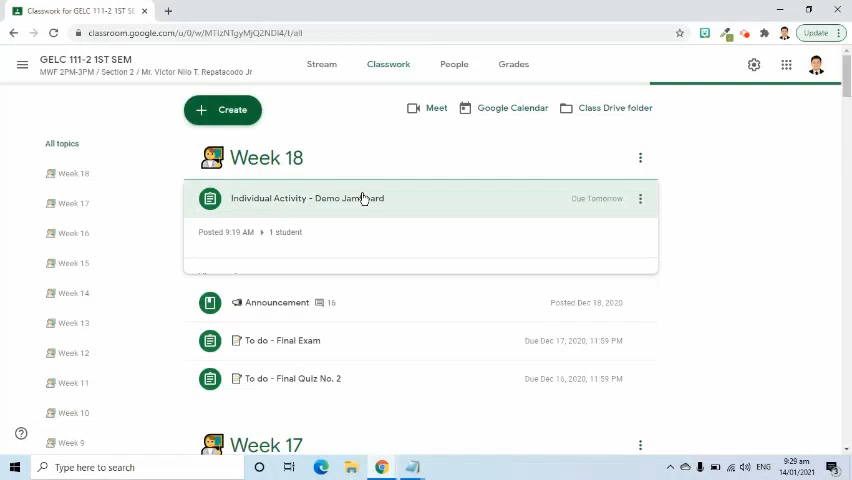 Classwork for GELC 111-2 1ST SE
classroom.google.com/u/0/w/MTIzNTgyMjQ2NDI4/t/all
Update
GELC 111-2 1ST SEM
MWF 2PM-3PM / Section 2 / Mr. Victor Nilo T. Repatacodo Jr
Stream
Classwork
People
Grades
Create
Meet
Google Calendar
Class Drive folder
All topics
Week 18
Week 17
Week 16
Week 15
Week 14
Week 13
Week 12
Week 11
Week 10
Week 9
Week 18
Individual Activity - Demo Jamboard
Due Tomorrow
Posted 9:19 AM
1 student
Announcement
16
Posted Dec 18, 2020
To do - Final Exam
Due Dec 17, 2020, 11:59 PM
To do - Final Quiz No. 2
Due Dec 16, 2020, 11:59 PM
Week 17
Type here to search
ENG
9:29 am
14/01/2021
3